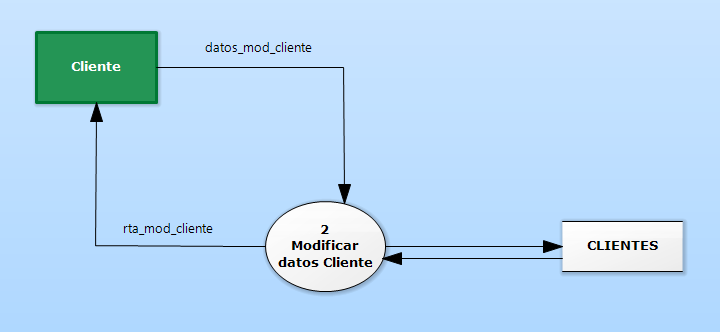 datos_mod_cliente
Cliente
rta_mod_cliente
2
Modificar
datos Cliente
CLIENTES